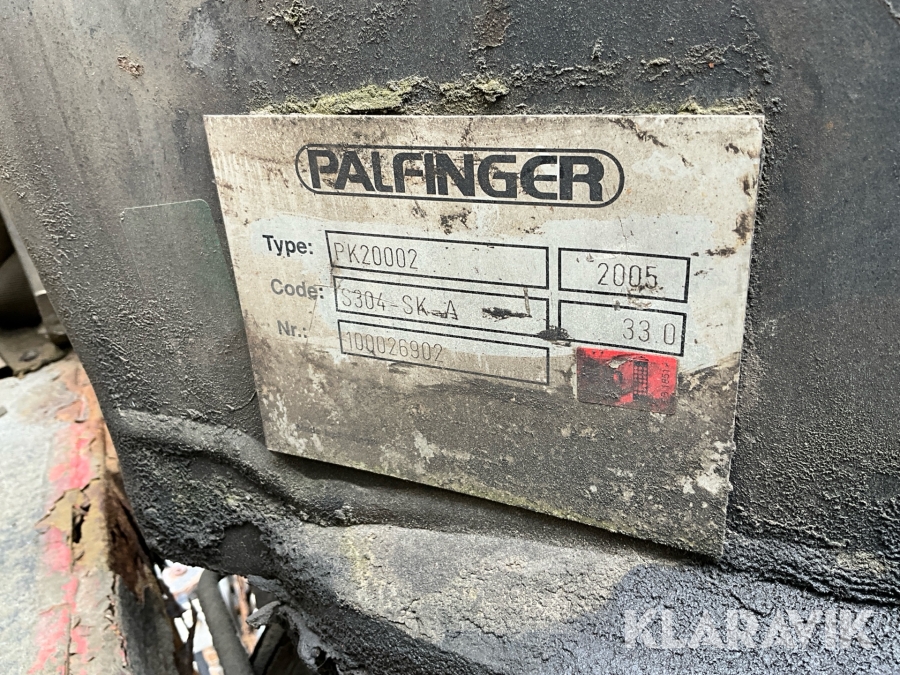 PALFINGER
Type: PK20002 2005
Code: S304-SK-A 33.0
Nr.: 100026902
KLARAVIK